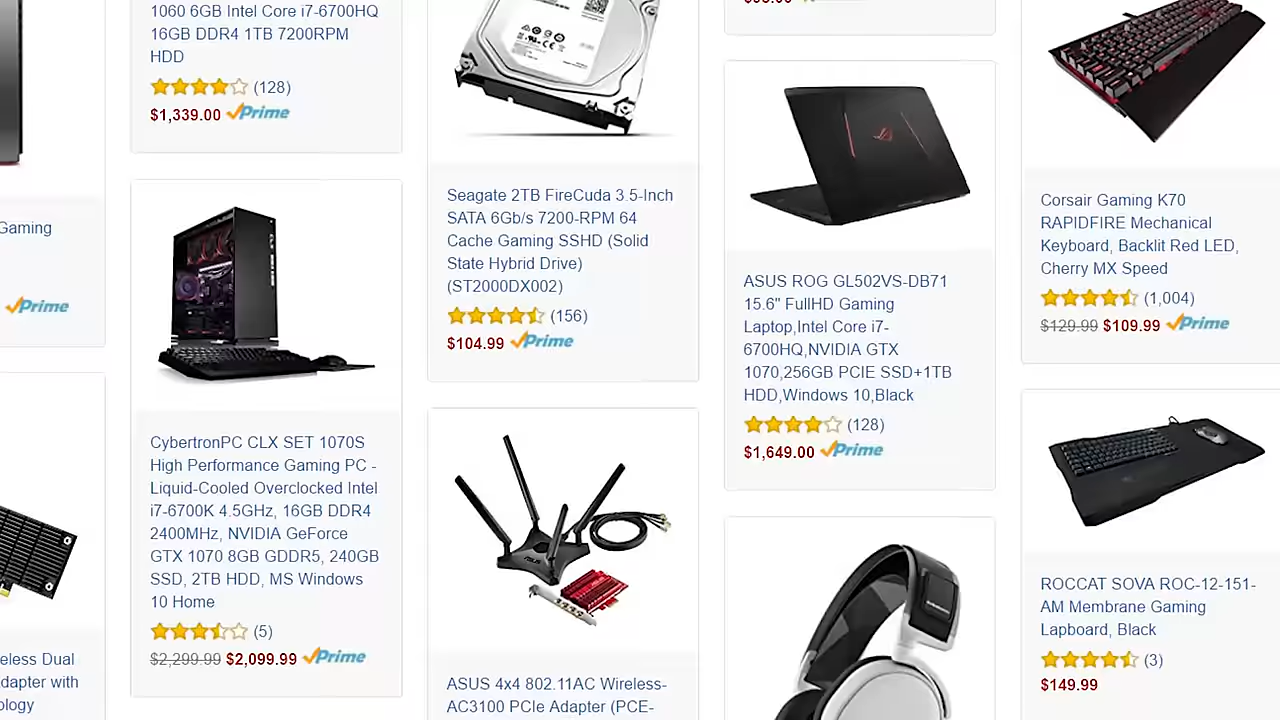 Gaming
Prime
eless Dual
dapter with
ology
1060 6GB Intel Core i7-6700HQ
16GB DDR4 1TB 7200RPM
HDD
(128)
$1,339.00 Prime
CybertronPC CLX SET 1070S
High Performance Gaming PC -
Liquid-Cooled Overclocked Intel
i7-6700K 4.5GHz, 16GB DDR4
2400MHz, NVIDIA GeForce
GTX 1070 8GB GDDR5, 240GB
SSD, 2TB HDD, MS Windows
10 Home
(5)
$2,299.99 $2,099.99 Prime
Seagate 2TB FireCuda 3.5-Inch
SATA 6Gb/s 7200-RPM 64
Cache Gaming SSHD (Solid
State Hybrid Drive)
(ST2000DX002)
(156)
$104.99 Prime
ASUS 4x4 802.11AC Wireless-
AC3100 PCIe Adapter (PCE-
ASUS ROG GL502VS-DB71
15.6" FullHD Gaming
Laptop,Intel Core i7-
6700HQ,NVIDIA GTX
1070,256GB PCIE SSD+1TB
HDD,Windows 10,Black
(128)
$1,649.00 Prime
Corsair Gaming K70
RAPIDFIRE Mechanical
Keyboard, Backlit Red LED,
Cherry MX Speed
(1,004)
$129.99 $109.99 Prime
ROCCAT SOVA ROC-12-151-
AM Membrane Gaming
Lapboard, Black
(3)
$149.99